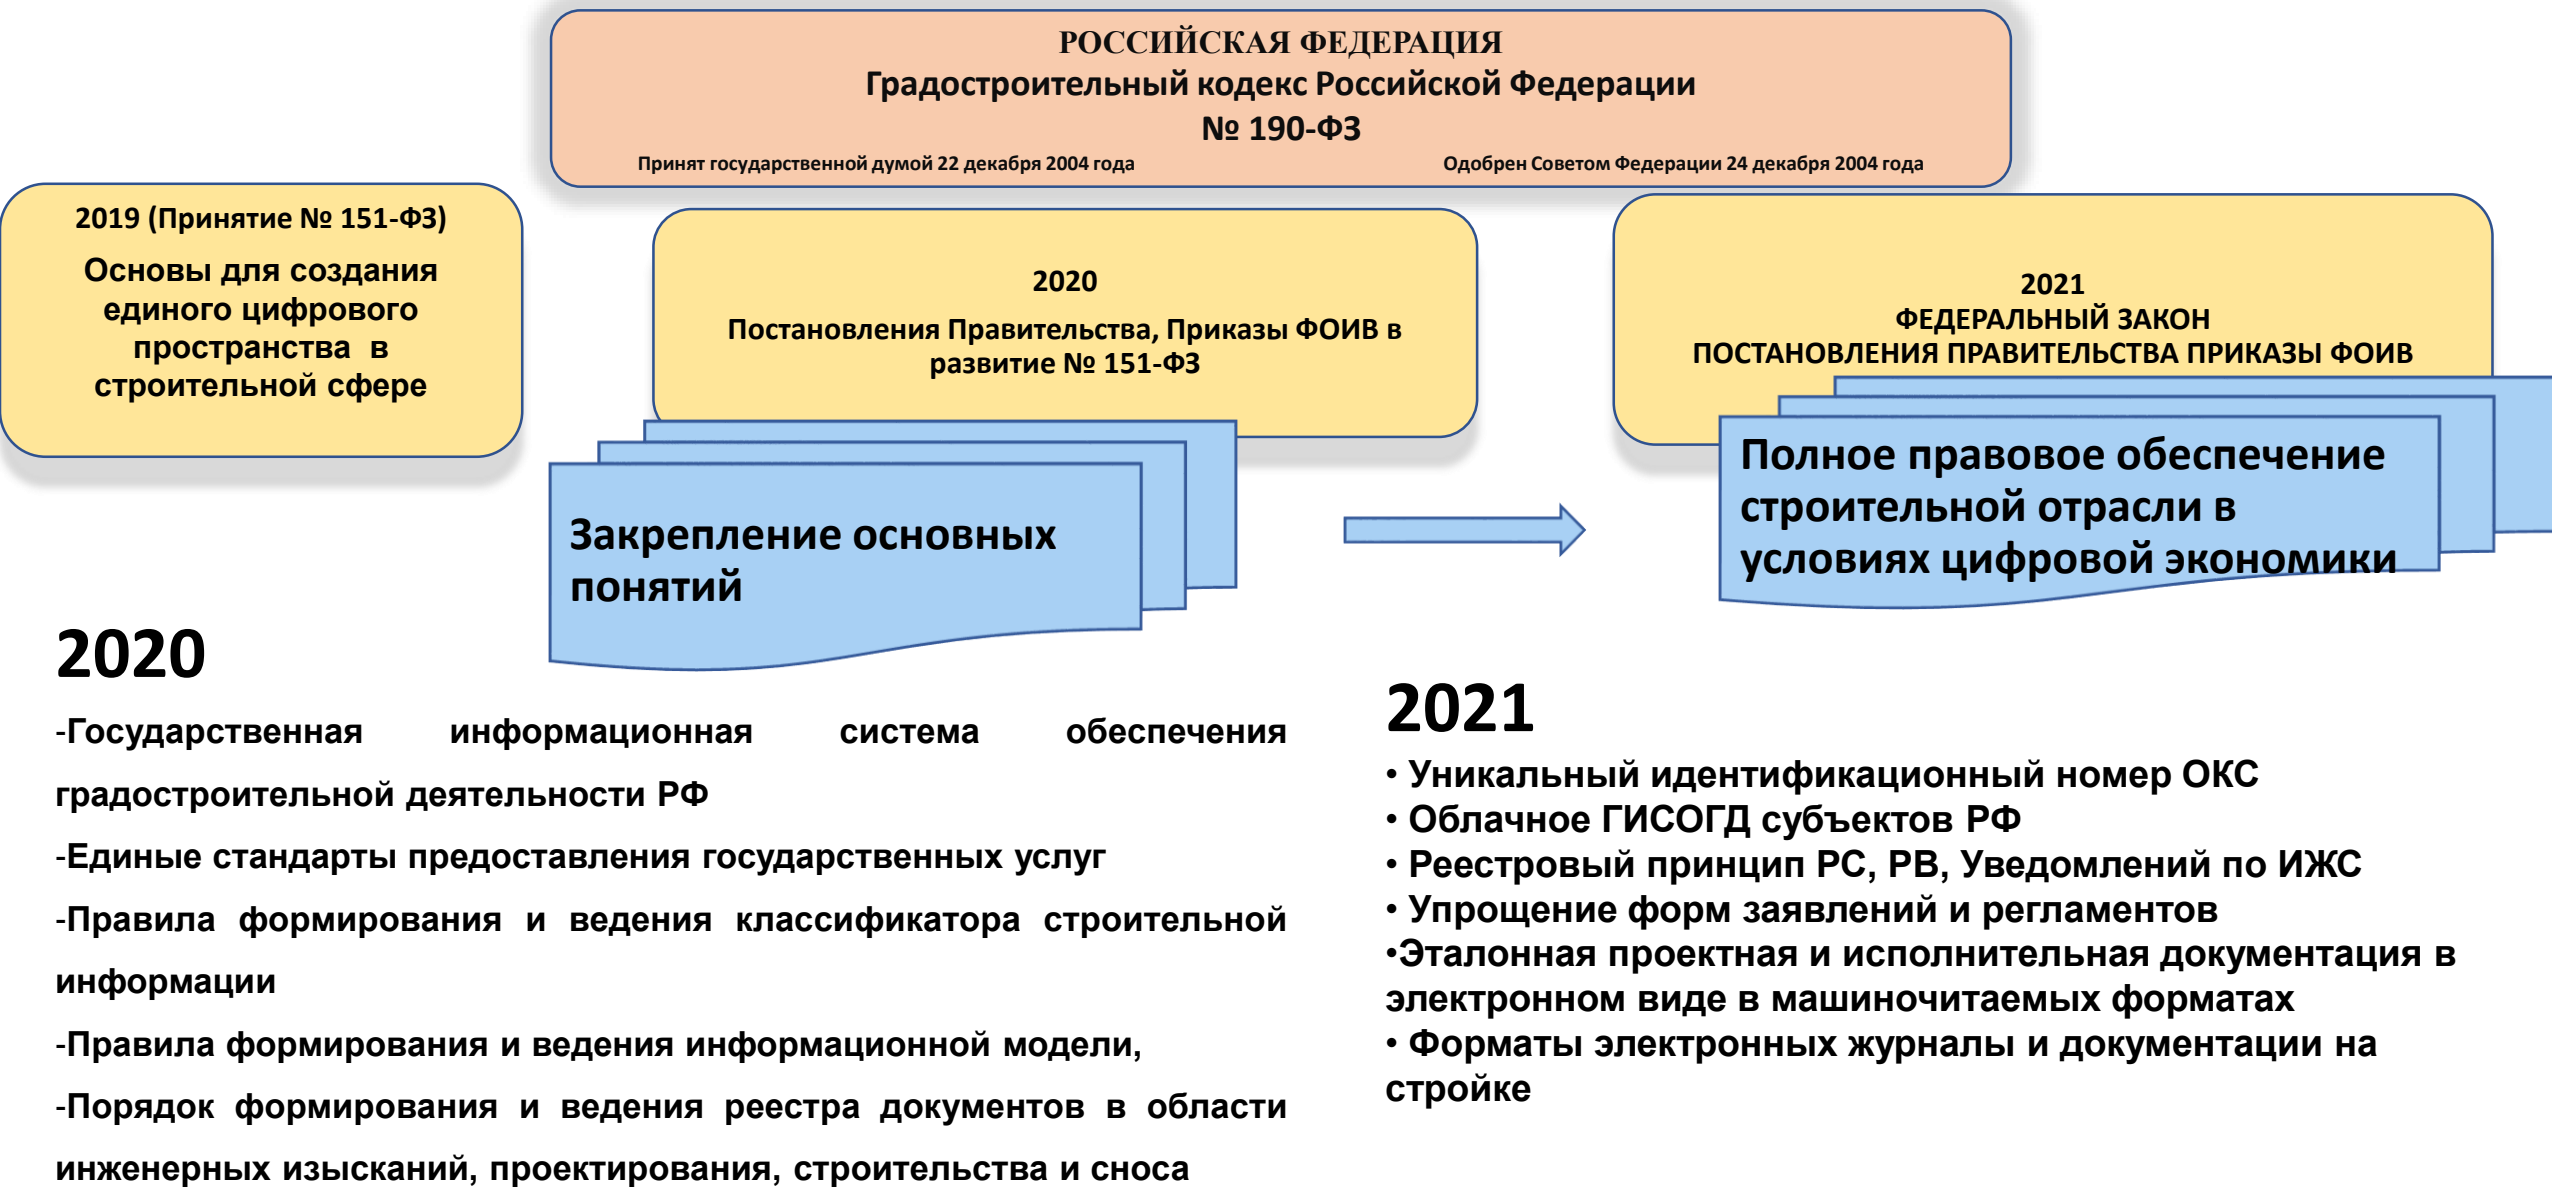 РОССИЙСКАЯ ФЕДЕРАЦИЯ
Градостроительный кодекс Российской Федерации
№ 190-ФЗ
Принят государственной думой 22 декабря 2004 года
Одобрен Советом Федерации 24 декабря 2004 года
2019 (Принятие № 151-ФЗ)
Основы для создания
единого цифрового
пространства в
строительной сфере
2020
Постановления Правительства, Приказы ФОИВ в
развитие № 151-ФЗ
2021
ФЕДЕРАЛЬНЫЙ ЗАКОН
ПОСТАНОВЛЕНИЯ ПРАВИТЕЛЬСТВА ПРИКАЗЫ ФОИВ
Закрепление основных
понятий
Полное правовое обеспечение
строительной отрасли в
условиях цифровой экономики
2020
-Государственная информационная система обеспечения
градостроительной деятельности РФ
-Единые стандарты предоставления государственных услуг
-Правила формирования и ведения классификатора строительной
информации
-Правила формирования и ведения информационной модели,
-Порядок формирования и ведения реестра документов в области
инженерных изысканий, проектирования, строительства и сноса
2021
• Уникальный идентификационный номер ОКС
• Облачное ГИСОГД субъектов РФ
• Реестровый принцип РС, РВ, Уведомлений по ИЖС
• Упрощение форм заявлений и регламентов
•Эталонная проектная и исполнительная документация в
электронном виде в машиночитаемых форматах
• Форматы электронных журналы и документации на
стройке